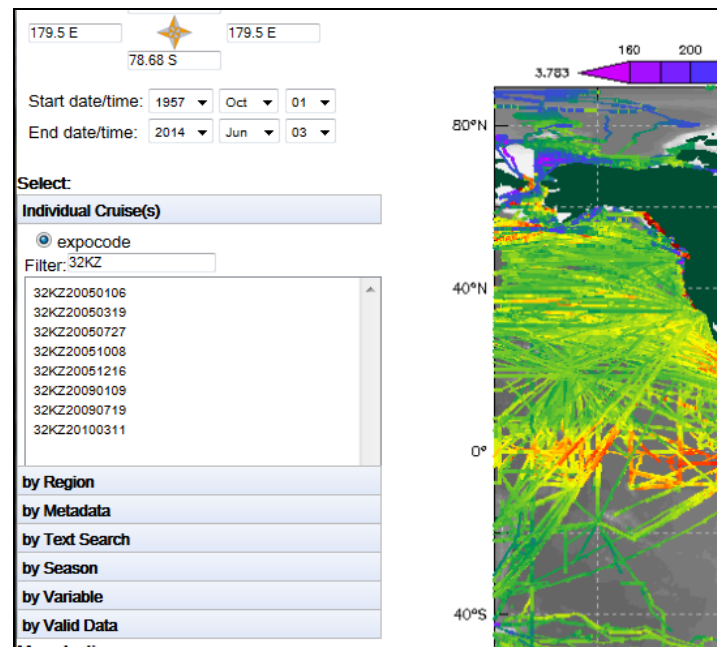 179.5 E 179.5 E
78.68 S
Start date/time: 1957 Oct 01
End date/time: 2014 Jun 03
Select:
Individual Cruise(s)
expocode
Filter: 32KZ
32KZ20050106
32KZ20050319
32KZ20050727
32KZ20051008
32KZ20051216
32KZ20090109
32KZ20090719
32KZ20100311
by Region
by Metadata
by Text Search
by Season
by Variable
by Valid Data
160 200
3.783
80°N
40°N
0°
40°S